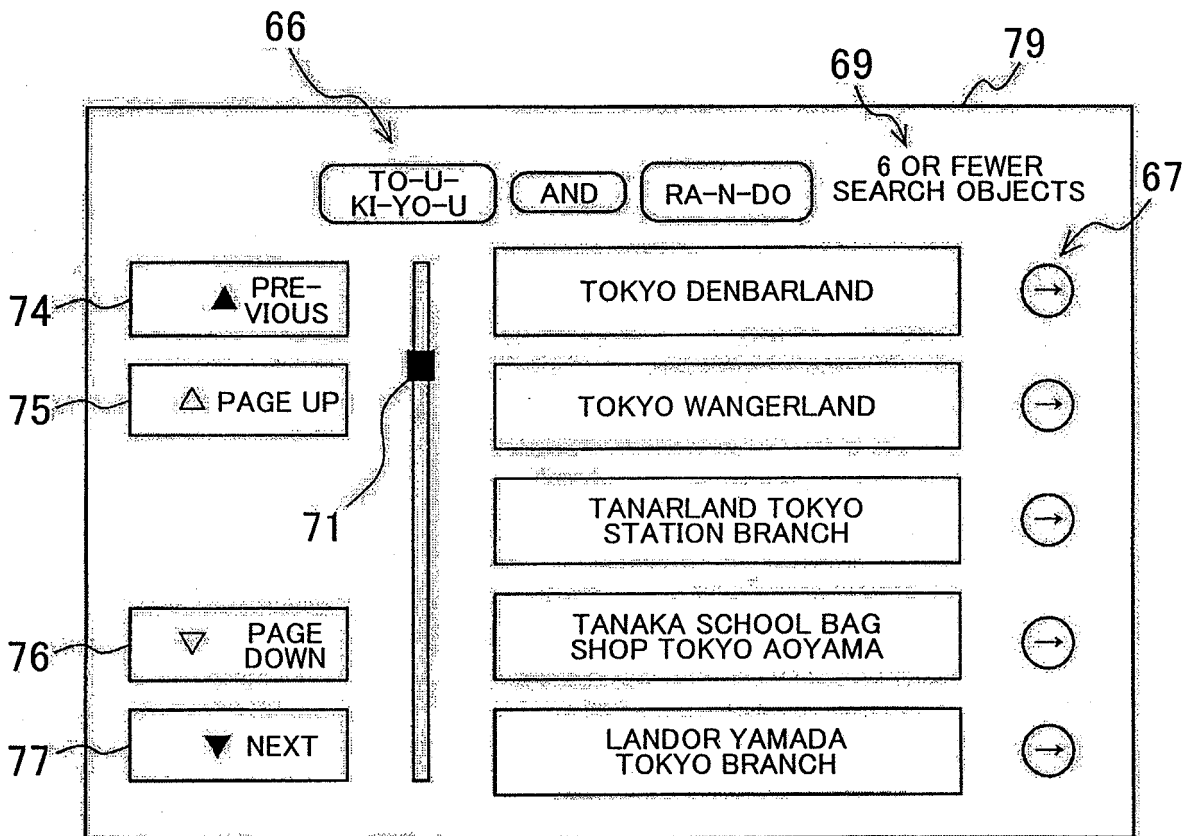 66
79
69
TO-U-
KI-YO-U
AND
RA-N-DO
6 OR FEWER
SEARCH OBJECTS
67
74
▲ PRE-
VIOUS
TOKYO DENBARLAND
→
75
△ PAGE UP
TOKYO WANGERLAND
→
71
TANARLAND TOKYO
STATION BRANCH
→
76
▽ PAGE
DOWN
TANAKA SCHOOL BAG
SHOP TOKYO AOYAMA
→
77
▼ NEXT
LANDOR YAMADA
TOKYO BRANCH
→